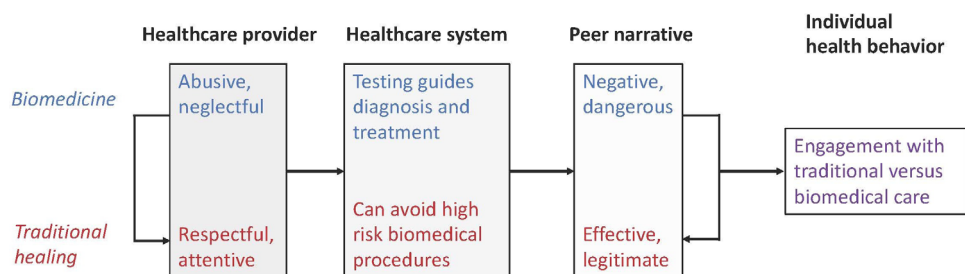 Healthcare provider
Healthcare system
Peer narrative
Individual
health behavior
Biomedicine
Abusive,
neglectful
Testing guides
diagnosis and
treatment
Negative,
dangerous
Engagement with
traditional versus
biomedical care
Traditional
healing
Respectful,
attentive
Can avoid high
risk biomedical
procedures
Effective,
legitimate